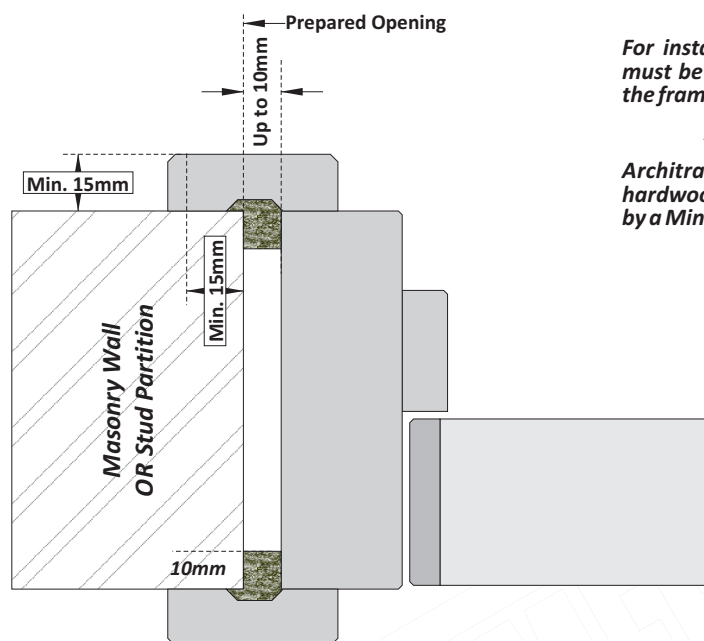 Prepared Opening
Up to 10mm
Min. 15mm
Min. 15mm
Masonry Wall
OR Stud Partition
10mm
For insta
must be
the fram
Architra
hardwoo
by a Min